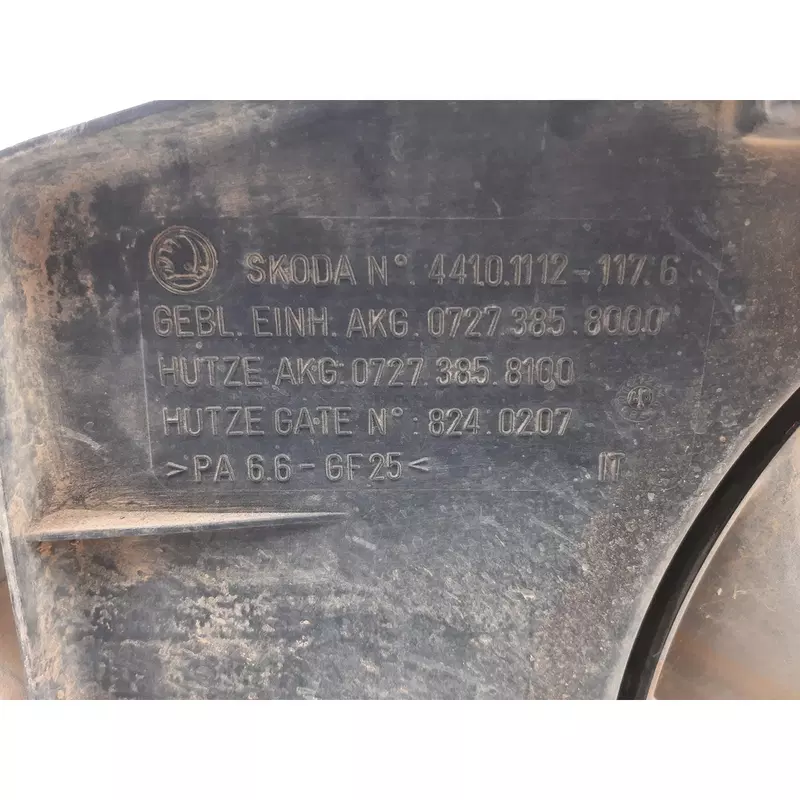 SKODA N°. 4410.1112-117.6
GEBL. EINH. AKG. 0727.385.8000
HUTZE AKG: 0727.385.8100
HUTZE GATE N°: 824.0207
>PA 6.6-GF25< IT